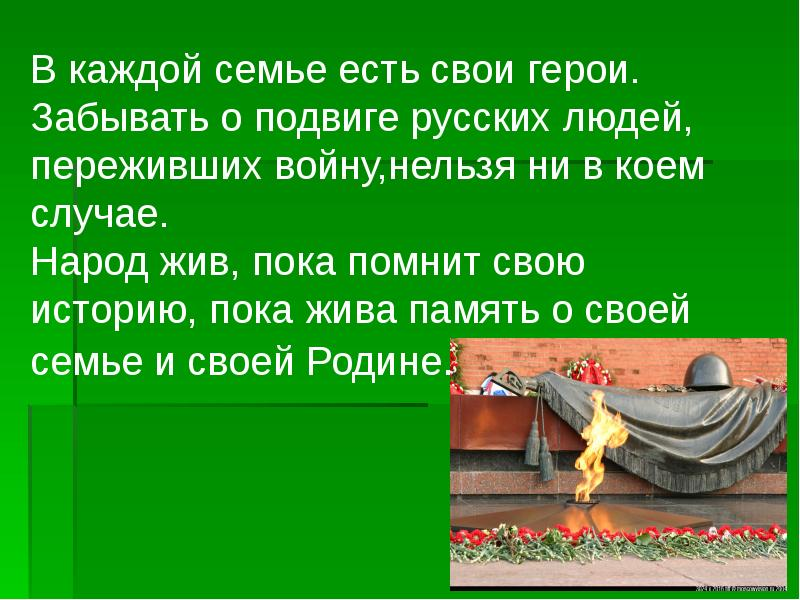 В каждой семье есть свои герои.
Забывать о подвиге русских людей,
переживших войну,нельзя ни в коем
случае.
Народ жив, пока помнит свою
историю, пока жива память о своей
семье и своей Родине.